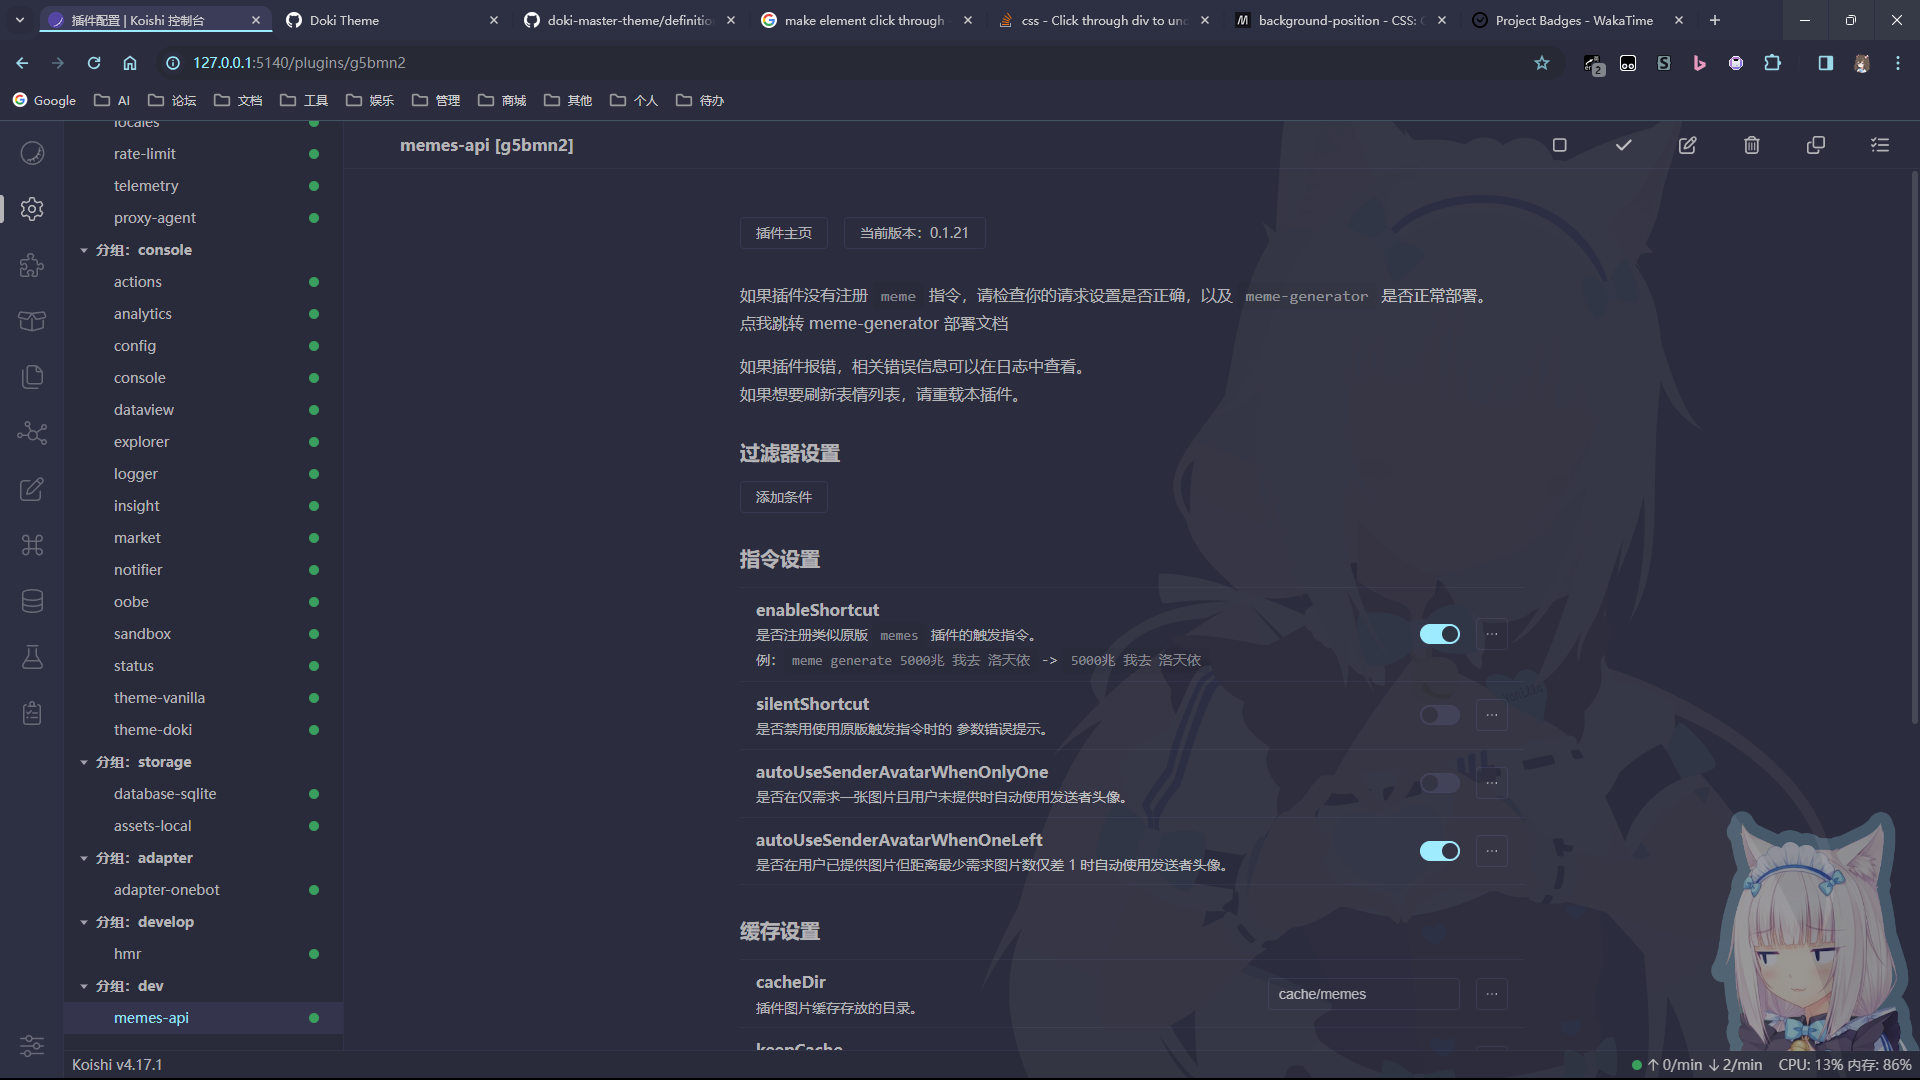 插件配置 | Koishi 控制台
Doki Theme
doki-master-theme/definitio
make element click through
css - Click through div to un
background-position - CSS: 
Project Badges - WakaTime
127.0.0.1:5140/plugins/g5bmn2
2
Google
AI
论坛
文档
工具
娱乐
管理
商城
其他
个人
待办
locales
rate-limit
telemetry
proxy-agent
分组：console
actions
analytics
config
console
dataview
explorer
logger
insight
market
notifier
oobe
sandbox
status
theme-vanilla
theme-doki
分组：storage
database-sqlite
assets-local
分组：adapter
adapter-onebot
分组：develop
hmr
分组：dev
memes-api
memes-api [g5bmn2]
插件主页
当前版本：0.1.21
如果插件没有注册 meme 指令，请检查你的请求设置是否正确，以及 meme-generator 是否正常部署。
点我跳转 meme-generator 部署文档
如果插件报错，相关错误信息可以在日志中查看。
如果想要刷新表情列表，请重载本插件。
过滤器设置
添加条件
指令设置
enableShortcut
是否注册类似原版 memes 插件的触发指令。
例： meme generate 5000兆 我去 洛天依 -> 5000兆 我去 洛天依
silentShortcut
是否禁用使用原版触发指令时的 参数错误提示。
autoUseSenderAvatarWhenOnlyOne
是否在仅需求一张图片且用户未提供时自动使用发送者头像。
autoUseSenderAvatarWhenOneLeft
是否在用户已提供图片但距离最少需求图片数仅差 1 时自动使用发送者头像。
缓存设置
cacheDir
插件图片缓存存放的目录。
cache/memes
keepCache
Koishi v4.17.1
↑ 0/min ↓ 2/min
CPU: 13% 内存: 86%